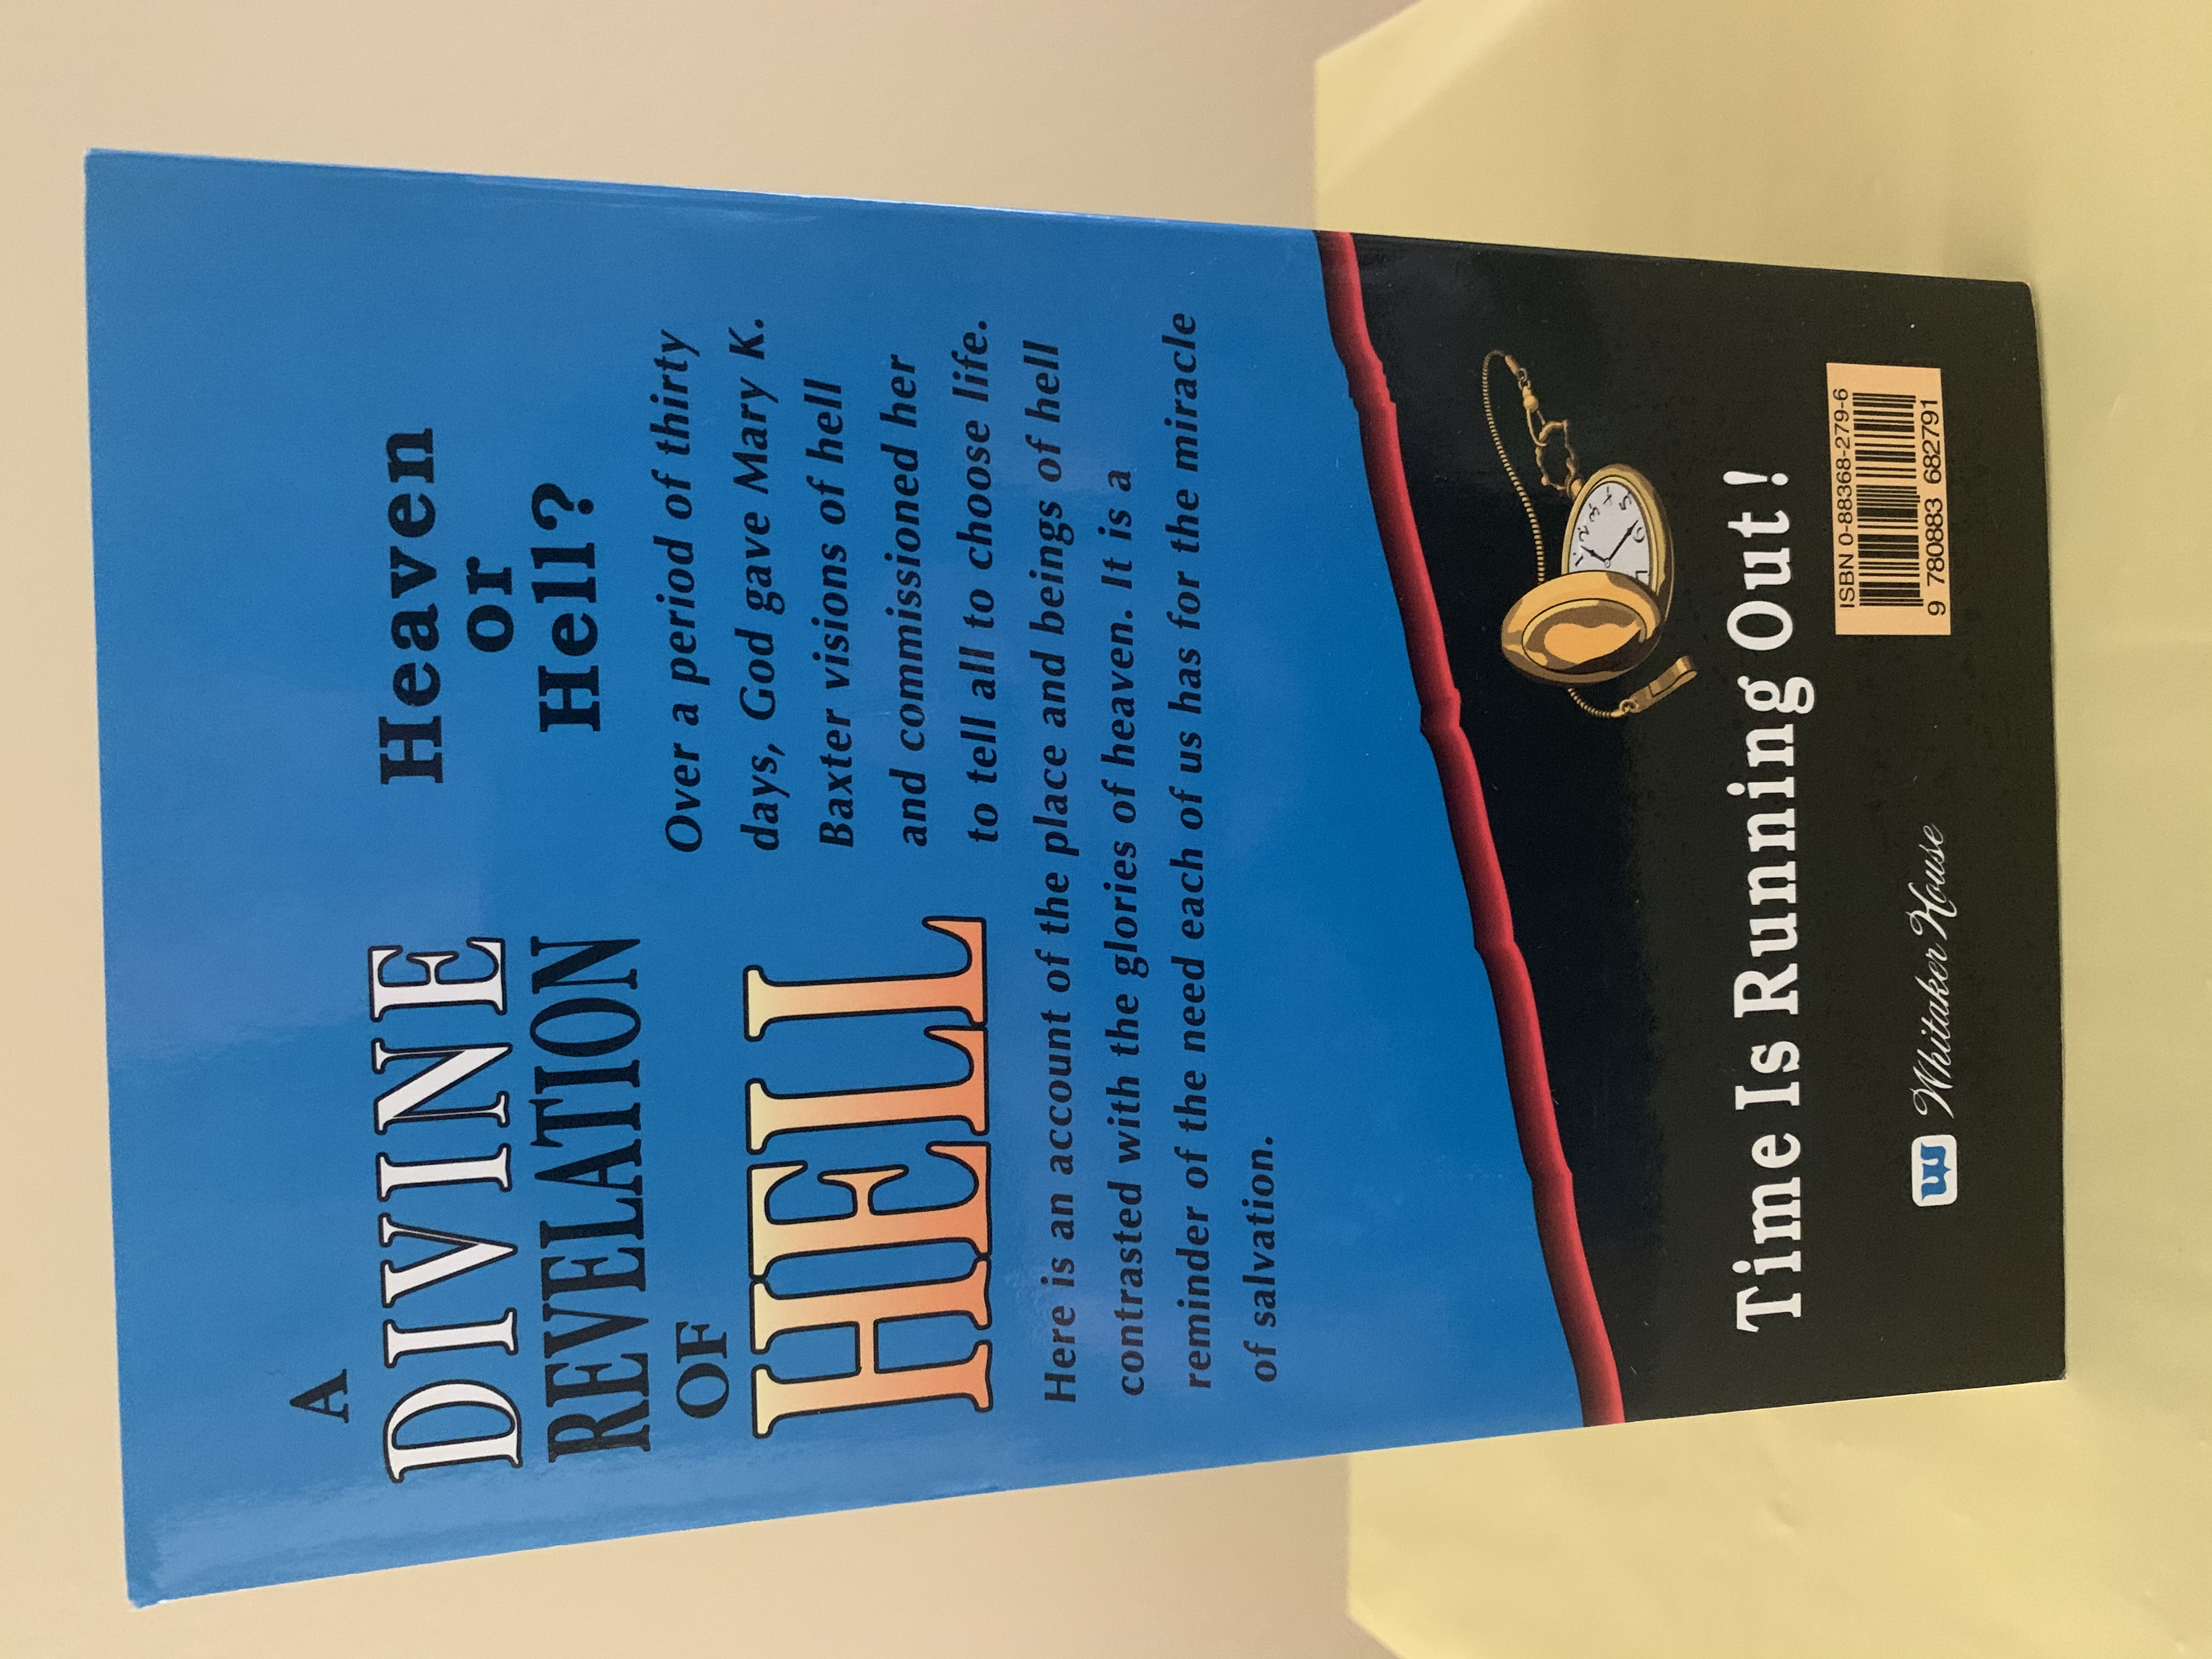 A
DIVINE
REVELATION
OF
HELL
Heaven
or
Hell?
Over a period of thirty
days, God gave Mary K.
Baxter visions of hell
and commissioned her
to tell all to choose life.
Here is an account of the place and beings of hell
contrasted with the glories of heaven. It is a
reminder of the need each of us has for the miracle
of salvation.
Time Is Running Out!
Whitaker House
ISBN 0-88368-279-6
9 780883 682791